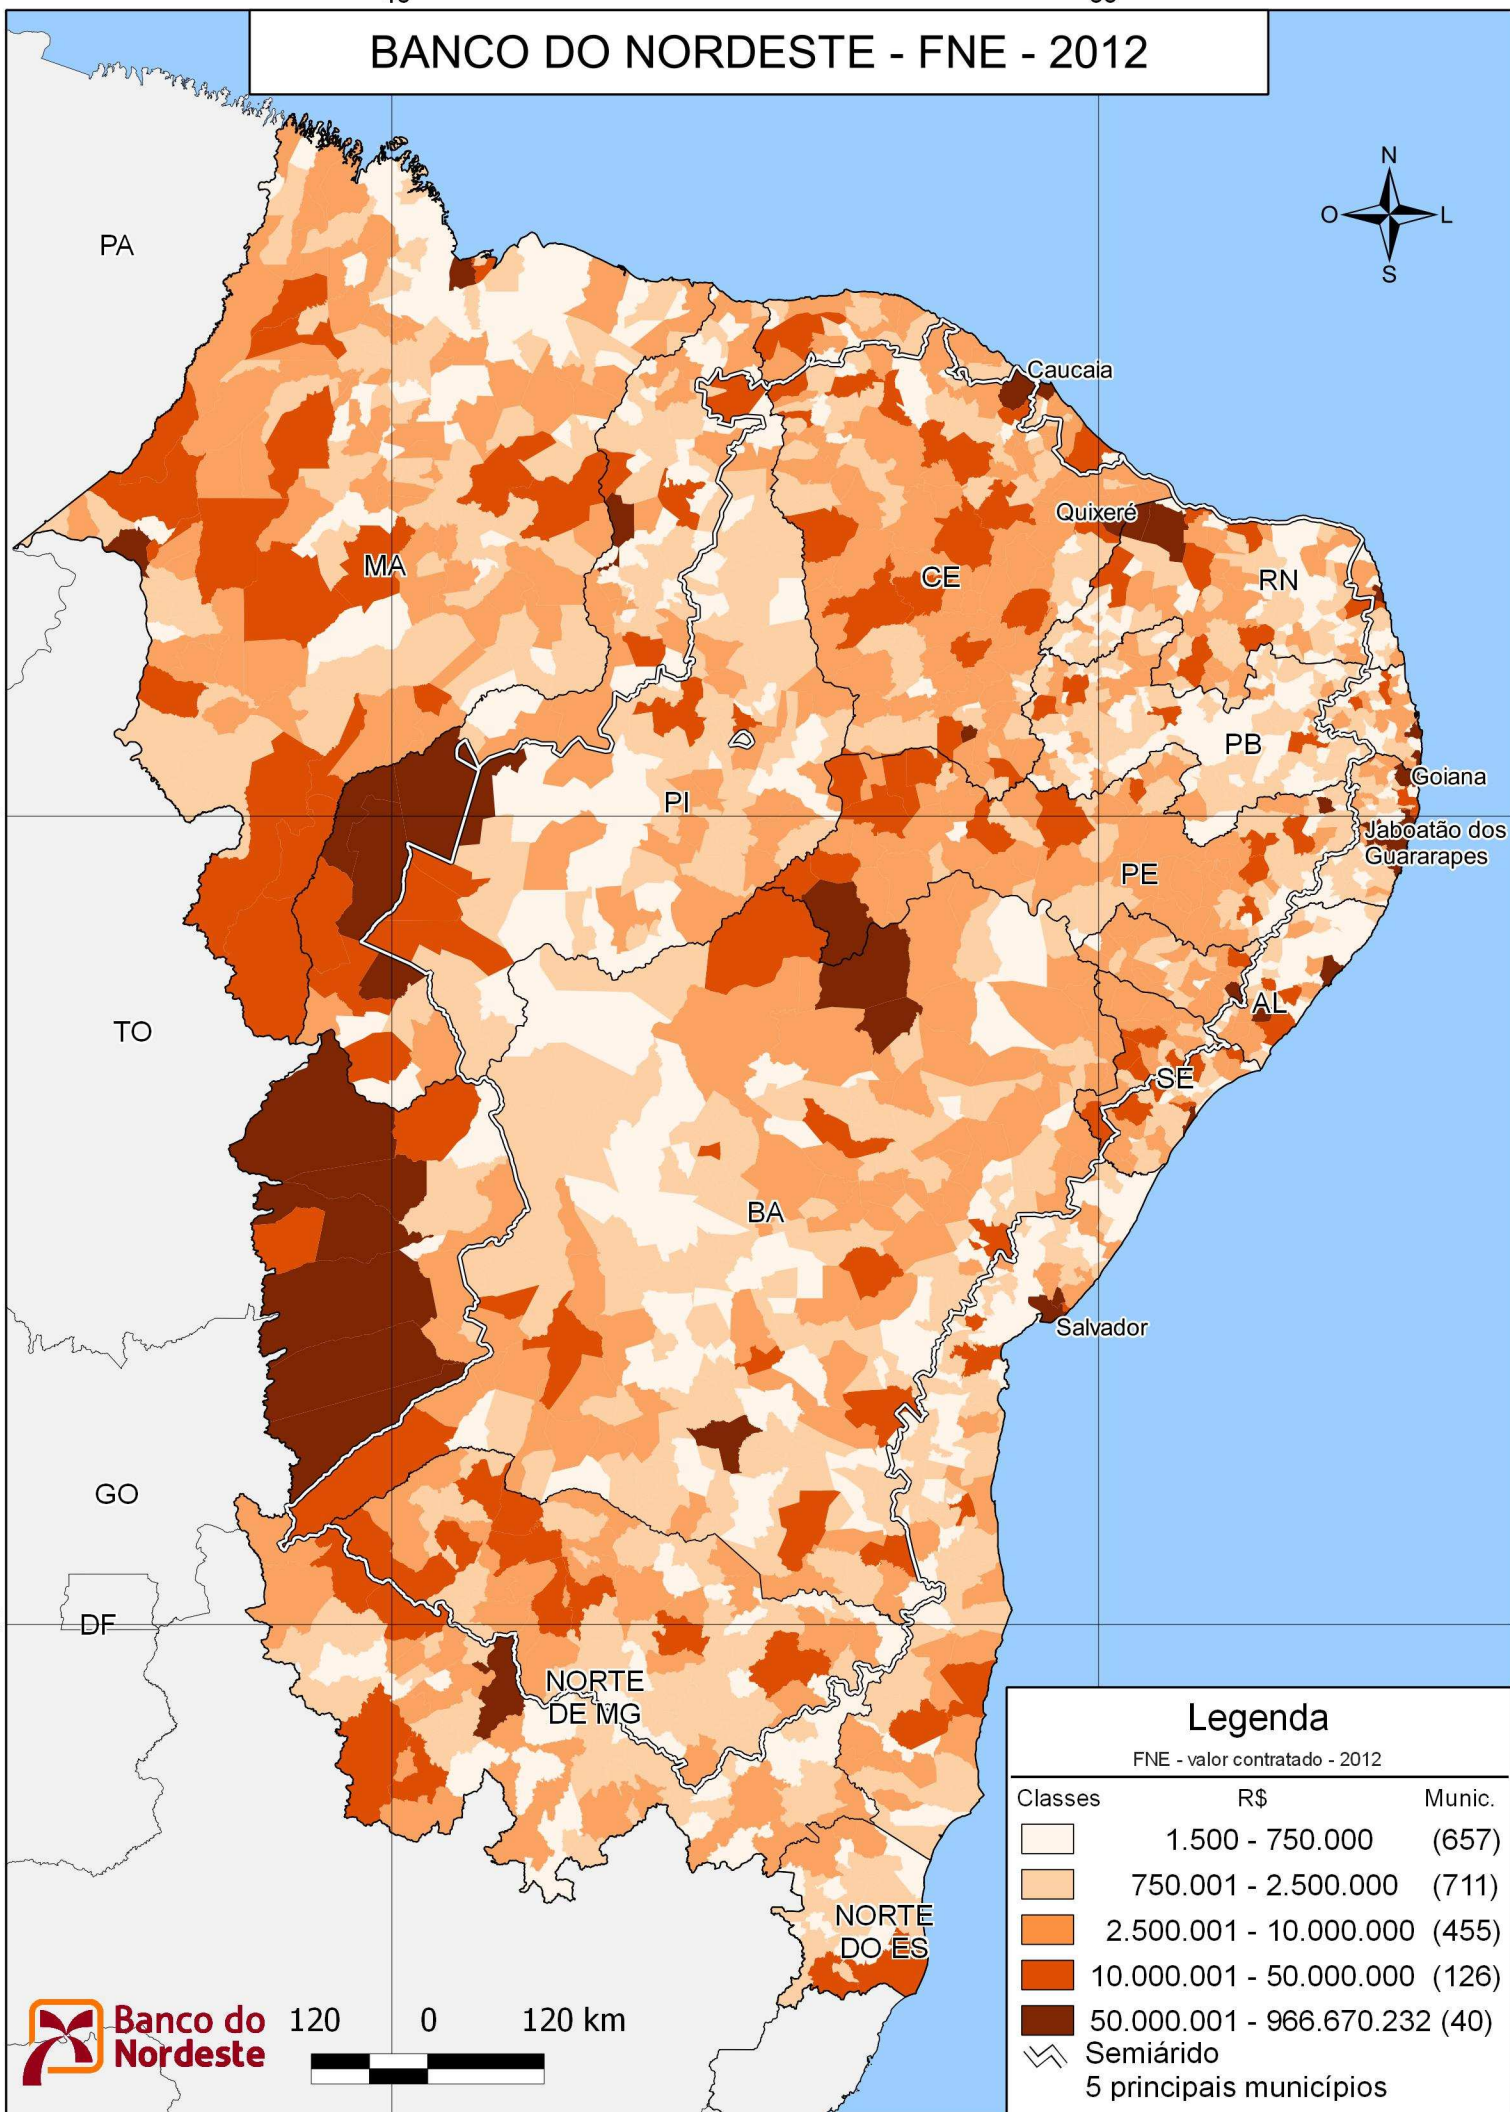 BANCO DO NORDESTE - FNE - 2012
N
O
L
S
PA
Caucaia
Quixeré
MA
CE
RN
PB
Goiana
PI
Jaboatão dos
Guararapes
PE
TO
AL
SE
BA
Salvador
GO
DF
NORTE
DE MG
NORTE
DO ES
Legenda
FNE - valor contratado - 2012
Classes R$ Munic.
1.500 - 750.000 (657)
750.001 - 2.500.000 (711)
2.500.001 - 10.000.000 (455)
10.000.001 - 50.000.000 (126)
50.000.001 - 966.670.232 (40)
Semiárido
5 principais municípios
Banco do
Nordeste
120 0 120 km